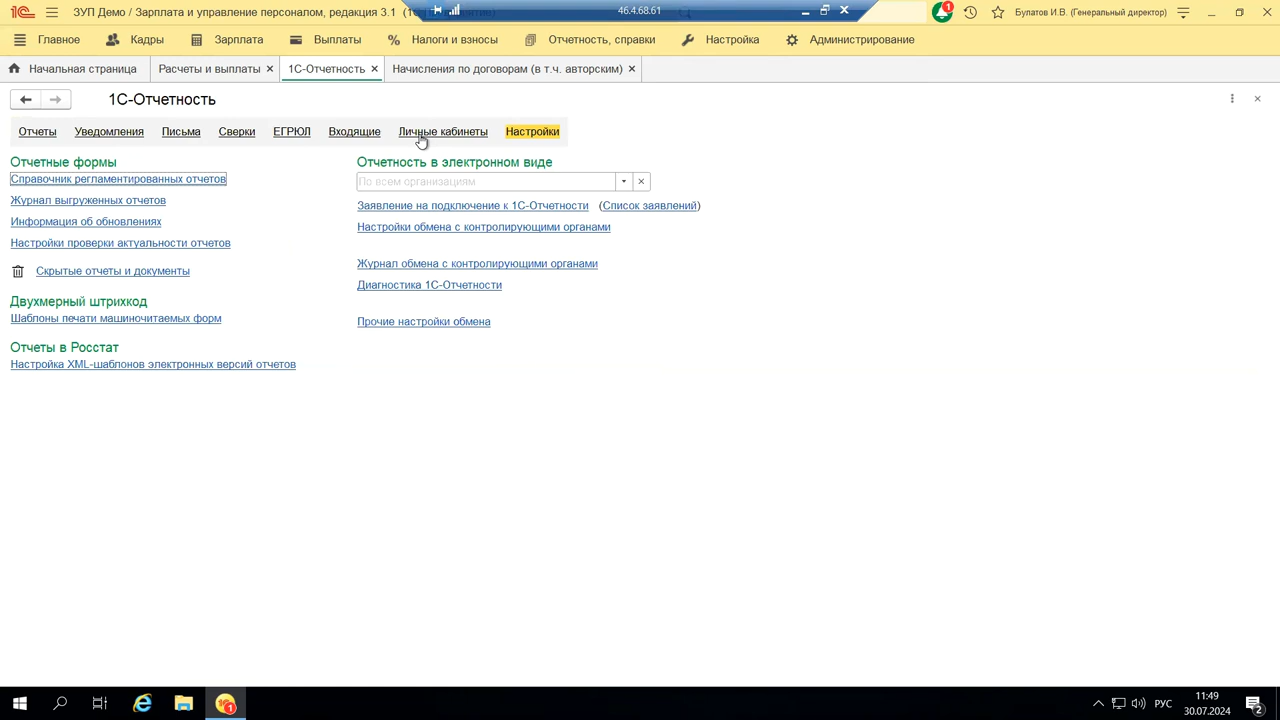 ЗУП Демо / Зарплата и управление персоналом, редакция 3.1 (1С
46.4.68.61
1
Булатов И.В. (Генеральный директор)
Главное
Кадры
Зарплата
Выплаты
Налоги и взносы
Отчетность, справки
Настройка
Администрирование
Начальная страница
Расчеты и выплаты
1С-Отчетность
Начисления по договорам (в т.ч. авторским)
1С-Отчетность
Отчеты
Уведомления
Письма
Сверки
ЕГРЮЛ
Входящие
Личные кабинеты
Настройки
Отчетные формы
Справочник регламентированных отчетов
Журнал выгруженных отчетов
Информация об обновлениях
Настройки проверки актуальности отчетов
Скрытые отчеты и документы
Двухмерный штрихкод
Шаблоны печати машиночитаемых форм
Отчеты в Росстат
Настройка XML-шаблонов электронных версий отчетов
Отчетность в электронном виде
По всем организациям
Заявление на подключение к 1С-Отчетности (Список заявлений)
Настройки обмена с контролирующими органами
Журнал обмена с контролирующими органами
Диагностика 1С-Отчетности
Прочие настройки обмена
1
РУС
11:49
30.07.2024
2